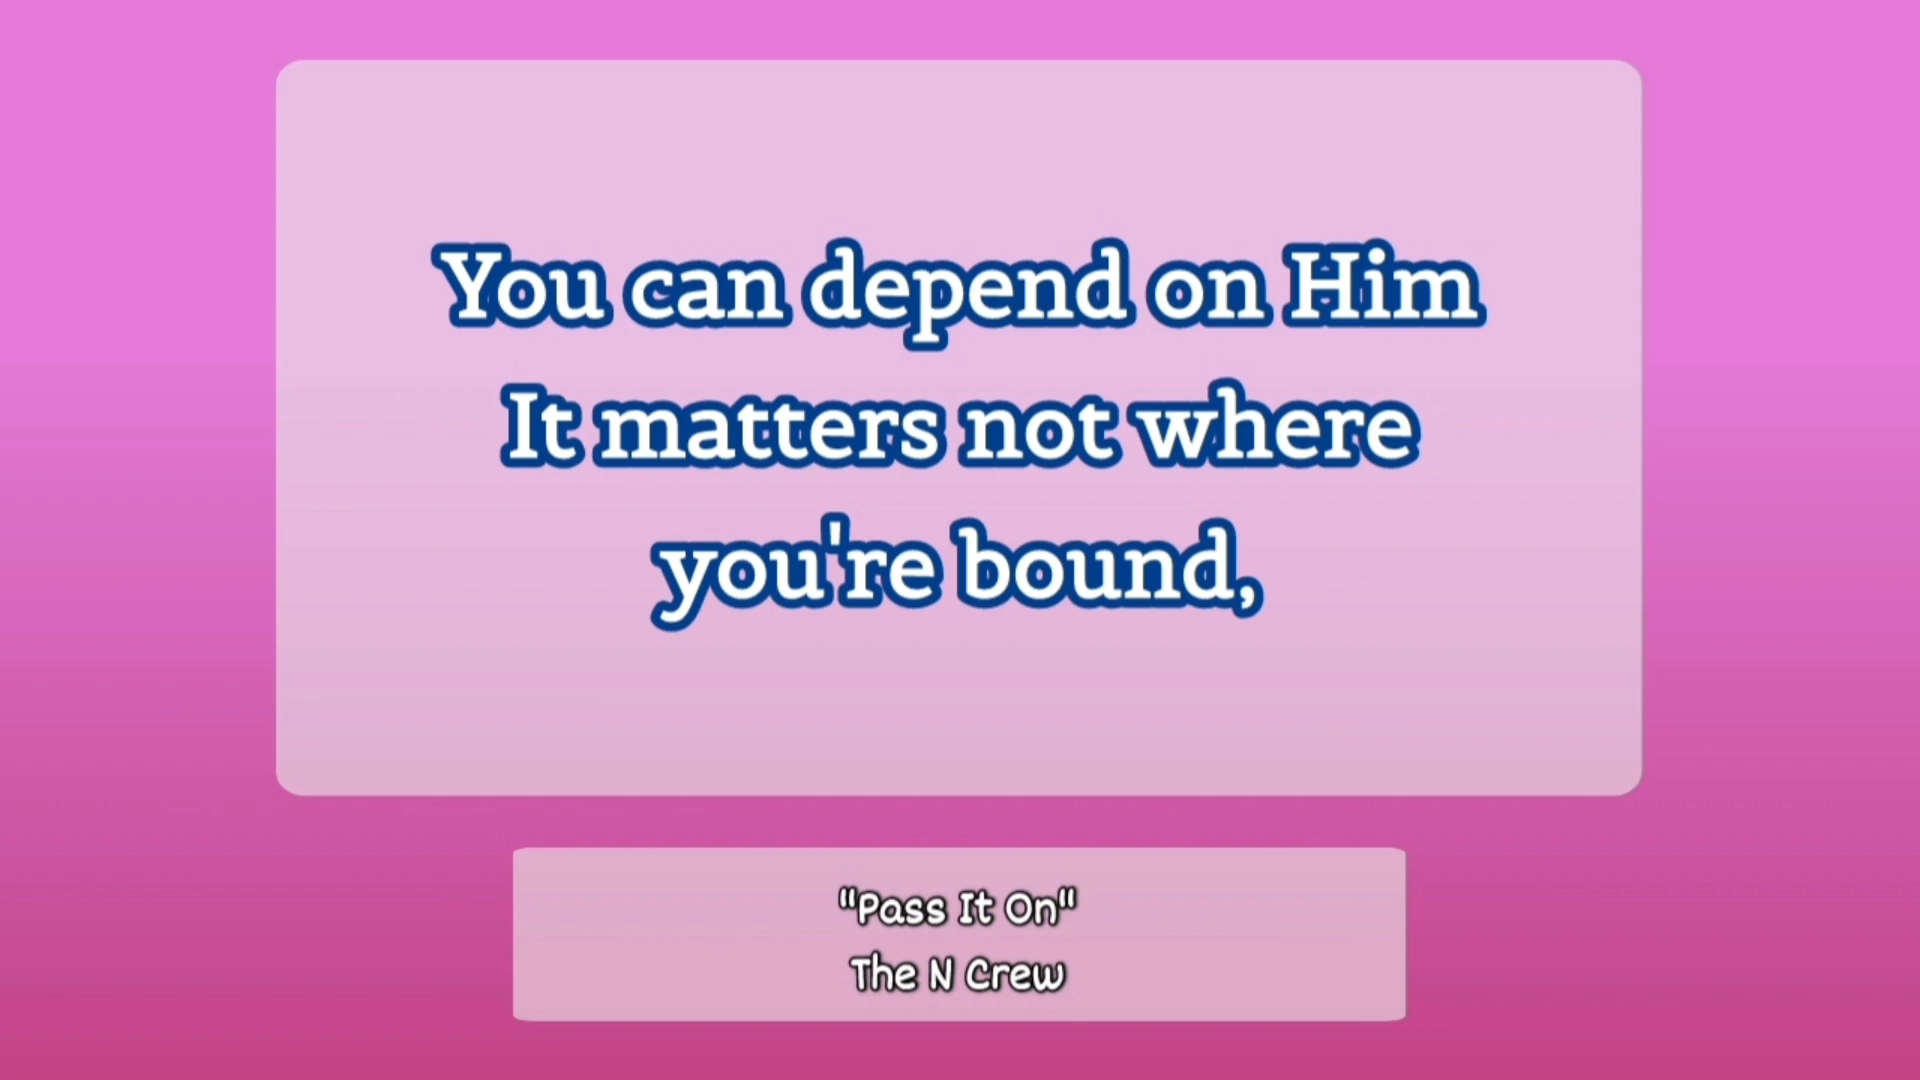 You can depend on Him
It matters not where
you're bound,
"Pass It On"
The N Crew